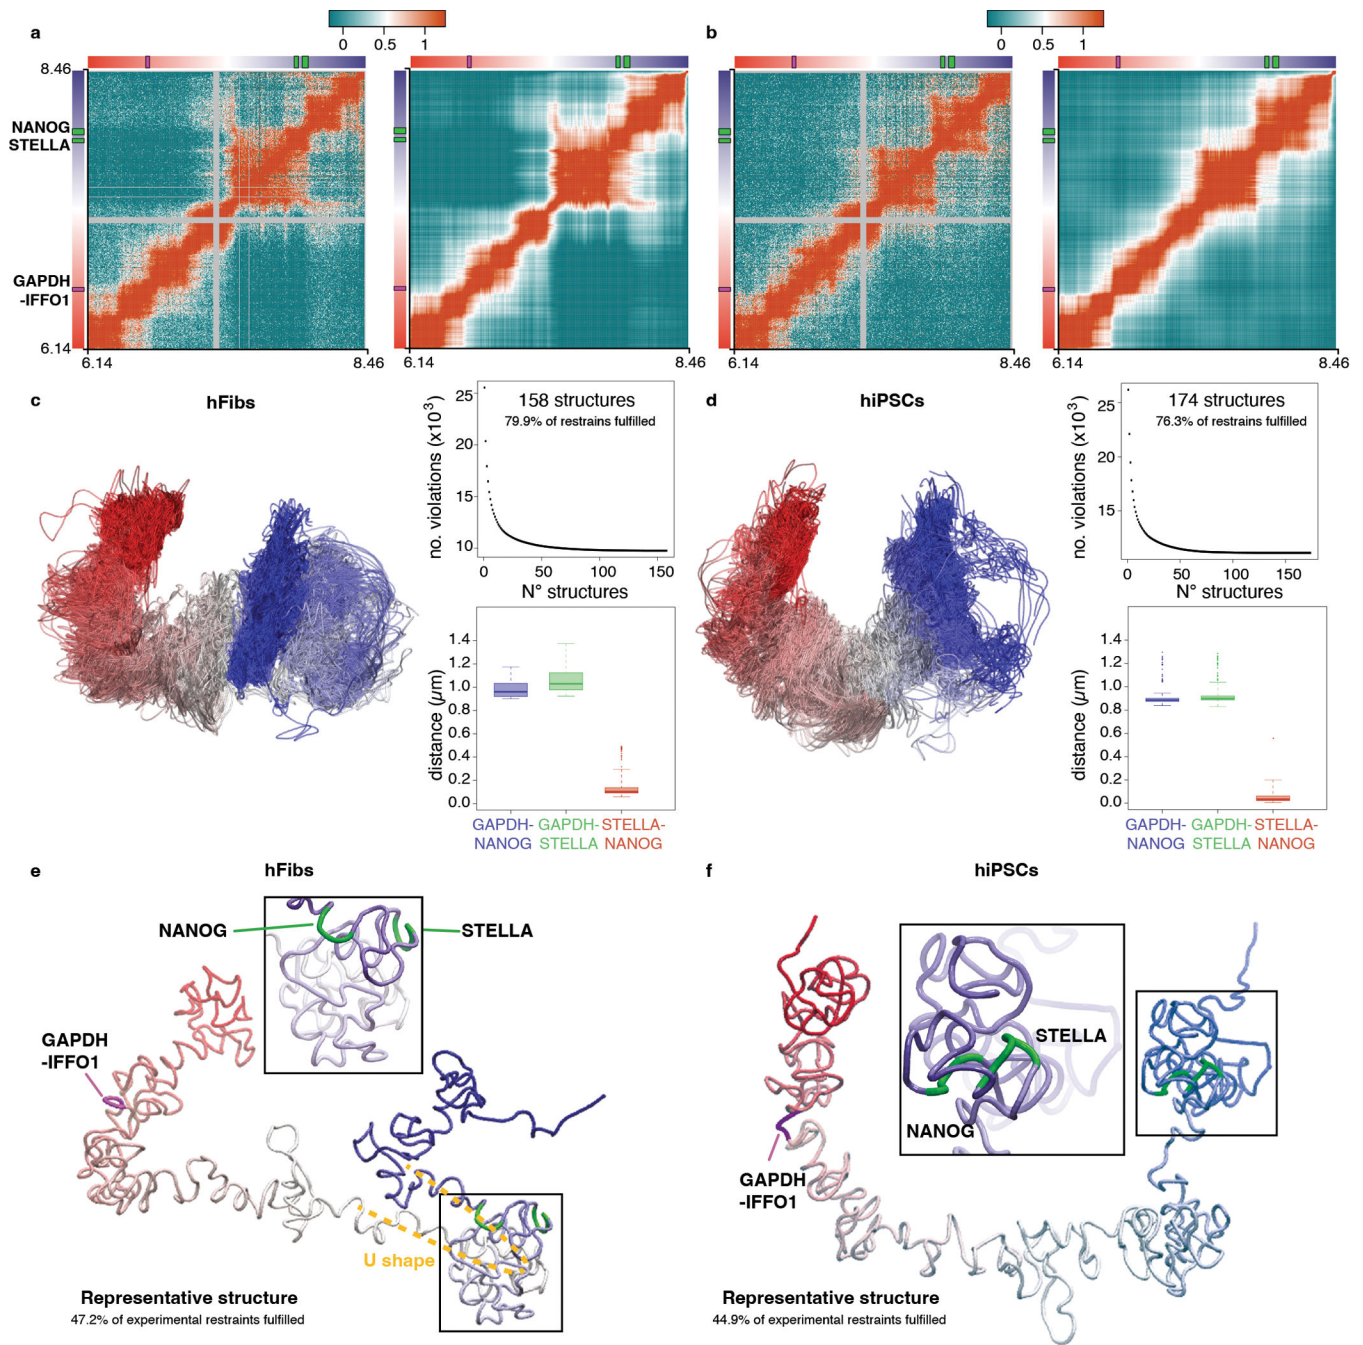 a
0 0.5 1
8.46
NANOG
STELLA
GAPDH
-IFFO1
6.14
6.14 8.46
6.14 8.46
b
0 0.5 1
6.14 8.46
6.14 8.46
c
hFibs
no. violations (x10³)
25
20
15
10
158 structures
79.9% of restrains fulfilled
0 50 100 150
N° structures
distance (µm)
1.4
1.2
1.0
0.8
0.6
0.4
0.2
0.0
GAPDH- GAPDH- STELLA-
NANOG STELLA NANOG
d
hiPSCs
no. violations (x10³)
25
20
15
174 structures
76.3% of restrains fulfilled
0 50 100 150
N° structures
distance (µm)
1.4
1.2
1.0
0.8
0.6
0.4
0.2
0.0
GAPDH- GAPDH- STELLA-
NANOG STELLA NANOG
e
hFibs
NANOG
STELLA
GAPDH
-IFFO1
U shape
Representative structure
47.2% of experimental restraints fulfilled
f
hiPSCs
STELLA
NANOG
GAPDH
-IFFO1
Representative structure
44.9% of experimental restraints fulfilled